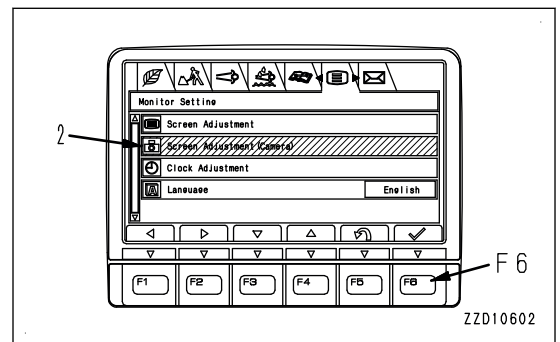 Monitor Setting
Screen Adjustment
2
Screen Adjustment (Camera)
Clock Adjustment
A Language English
F1 F2 F3 F4 F5 F6
F6
ZZD10602